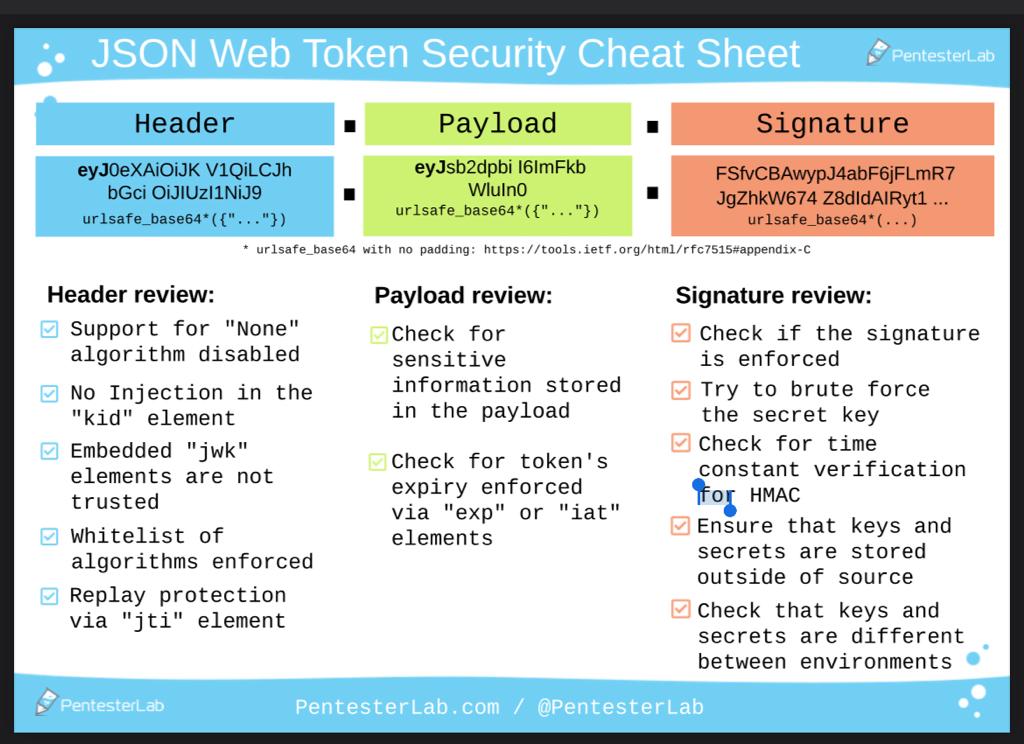 JSON Web Token Security Cheat Sheet
PentesterLab
Header . Payload . Signature
eyJ0eXAiOiJK V1QiLCJh
bGci OiJIUzI1NiJ9
urlsafe_base64*({"..."})
.
eyJsb2dpbi I6ImFkb
WluIn0
urlsafe_base64*({"..."})
.
FSfvCBAwypJ4abF6jFLmR7
JgZhkW674 Z8dIdAIRyt1 ...
urlsafe_base64*(...)
* urlsafe_base64 with no padding: https://tools.ietf.org/html/rfc7515#appendix-C
Header review:
Support for "None"
algorithm disabled
No Injection in the
"kid" element
Embedded "jwk"
elements are not
trusted
Whitelist of
algorithms enforced
Replay protection
via "jti" element
Payload review:
Check for
sensitive
information stored
in the payload
Check for token's
expiry enforced
via "exp" or "iat"
elements
Signature review:
Check if the signature
is enforced
Try to brute force
the secret key
Check for time
constant verification
for HMAC
Ensure that keys and
secrets are stored
outside of source
Check that keys and
secrets are different
between environments
PentesterLab
PentesterLab.com / @PentesterLab